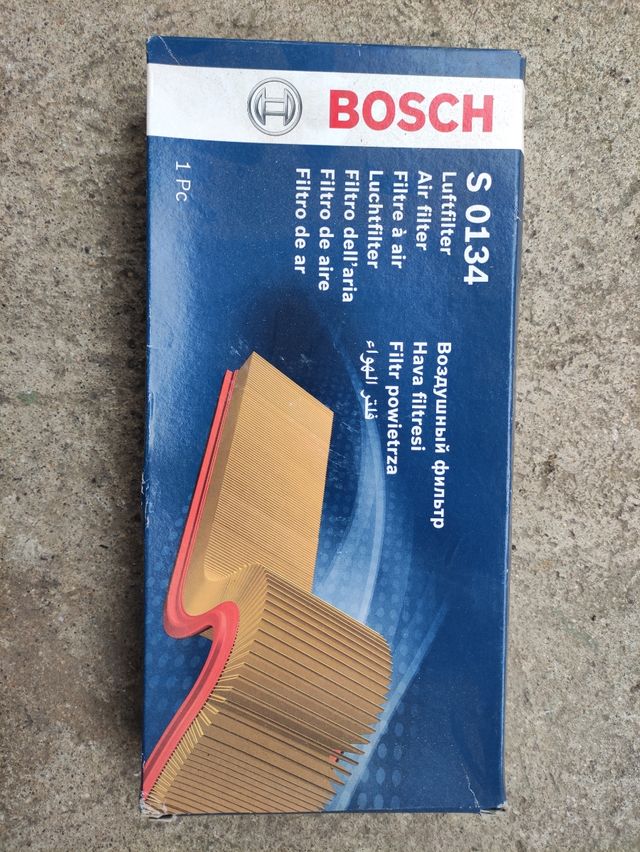 BOSCH
S 0134
Luftfilter
Air filter
Filtre à air
Luchtfilter
Filtro dell'aria
Filtro de aire
Filtro de ar
Воздушный фильтр
Hava filtresi
Filtr powietrza
فلتر الهواء
1 Pc